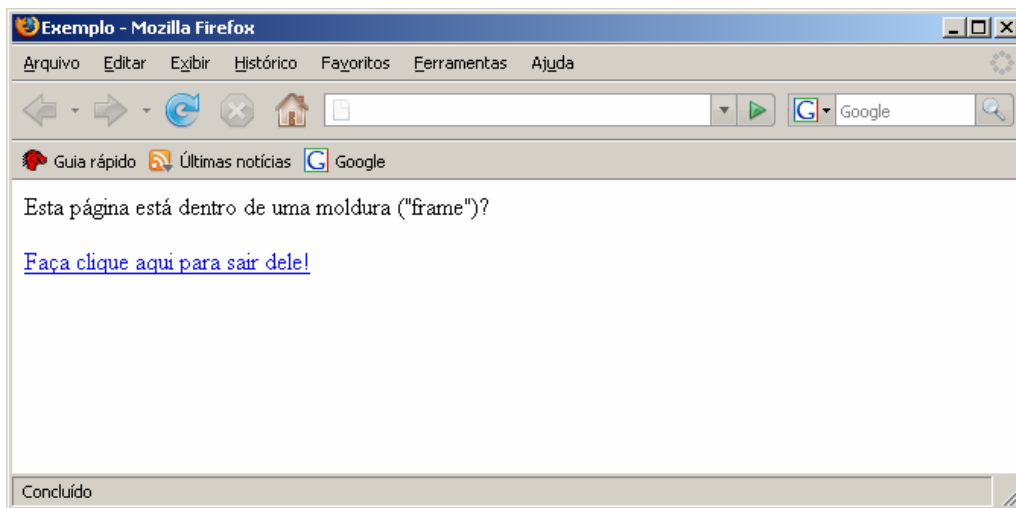 Exemplo - Mozilla Firefox
Arquivo Editar Exibir Histórico Favoritos Ferramentas Ajuda
G Google
Guia rápido Últimas notícias G Google
Esta página está dentro de uma moldura ("frame")?
Faça clique aqui para sair dele!
Concluído